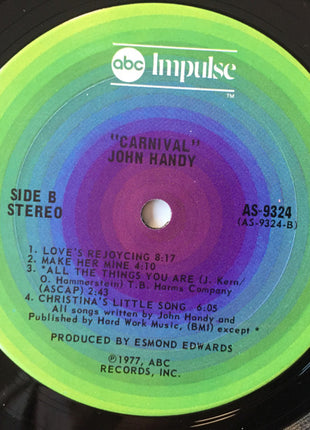 abc Impulse
TM
"CARNIVAL"
JOHN HANDY
SIDE B
STEREO
AS-9324
(AS-9324-B)
1. LOVE'S REJOYCING 8:17
2. MAKE HER MINE 4:10
3. *ALL THE THINGS YOU ARE (J. Kern/
O. Hammerstein) T.B. Harms Company
(ASCAP) 2:43
4. CHRISTINA'S LITTLE SONG 6:05
All songs written by John Handy and
Published by Hard Work Music, (BMI) except *
PRODUCED BY ESMOND EDWARDS
℗1977, ABC
RECORDS, INC.